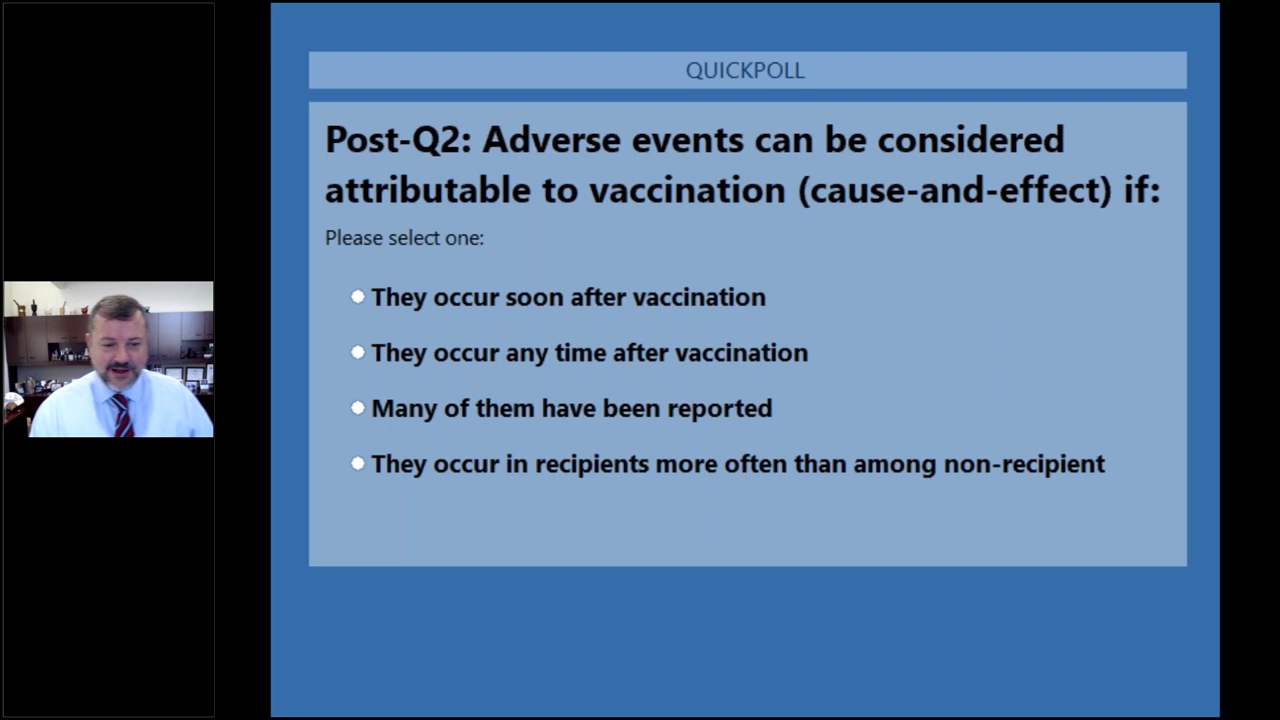 QUICKPOLL
Post-Q2: Adverse events can be considered
attributable to vaccination (cause-and-effect) if:
Please select one:
They occur soon after vaccination
They occur any time after vaccination
Many of them have been reported
They occur in recipients more often than among non-recipient